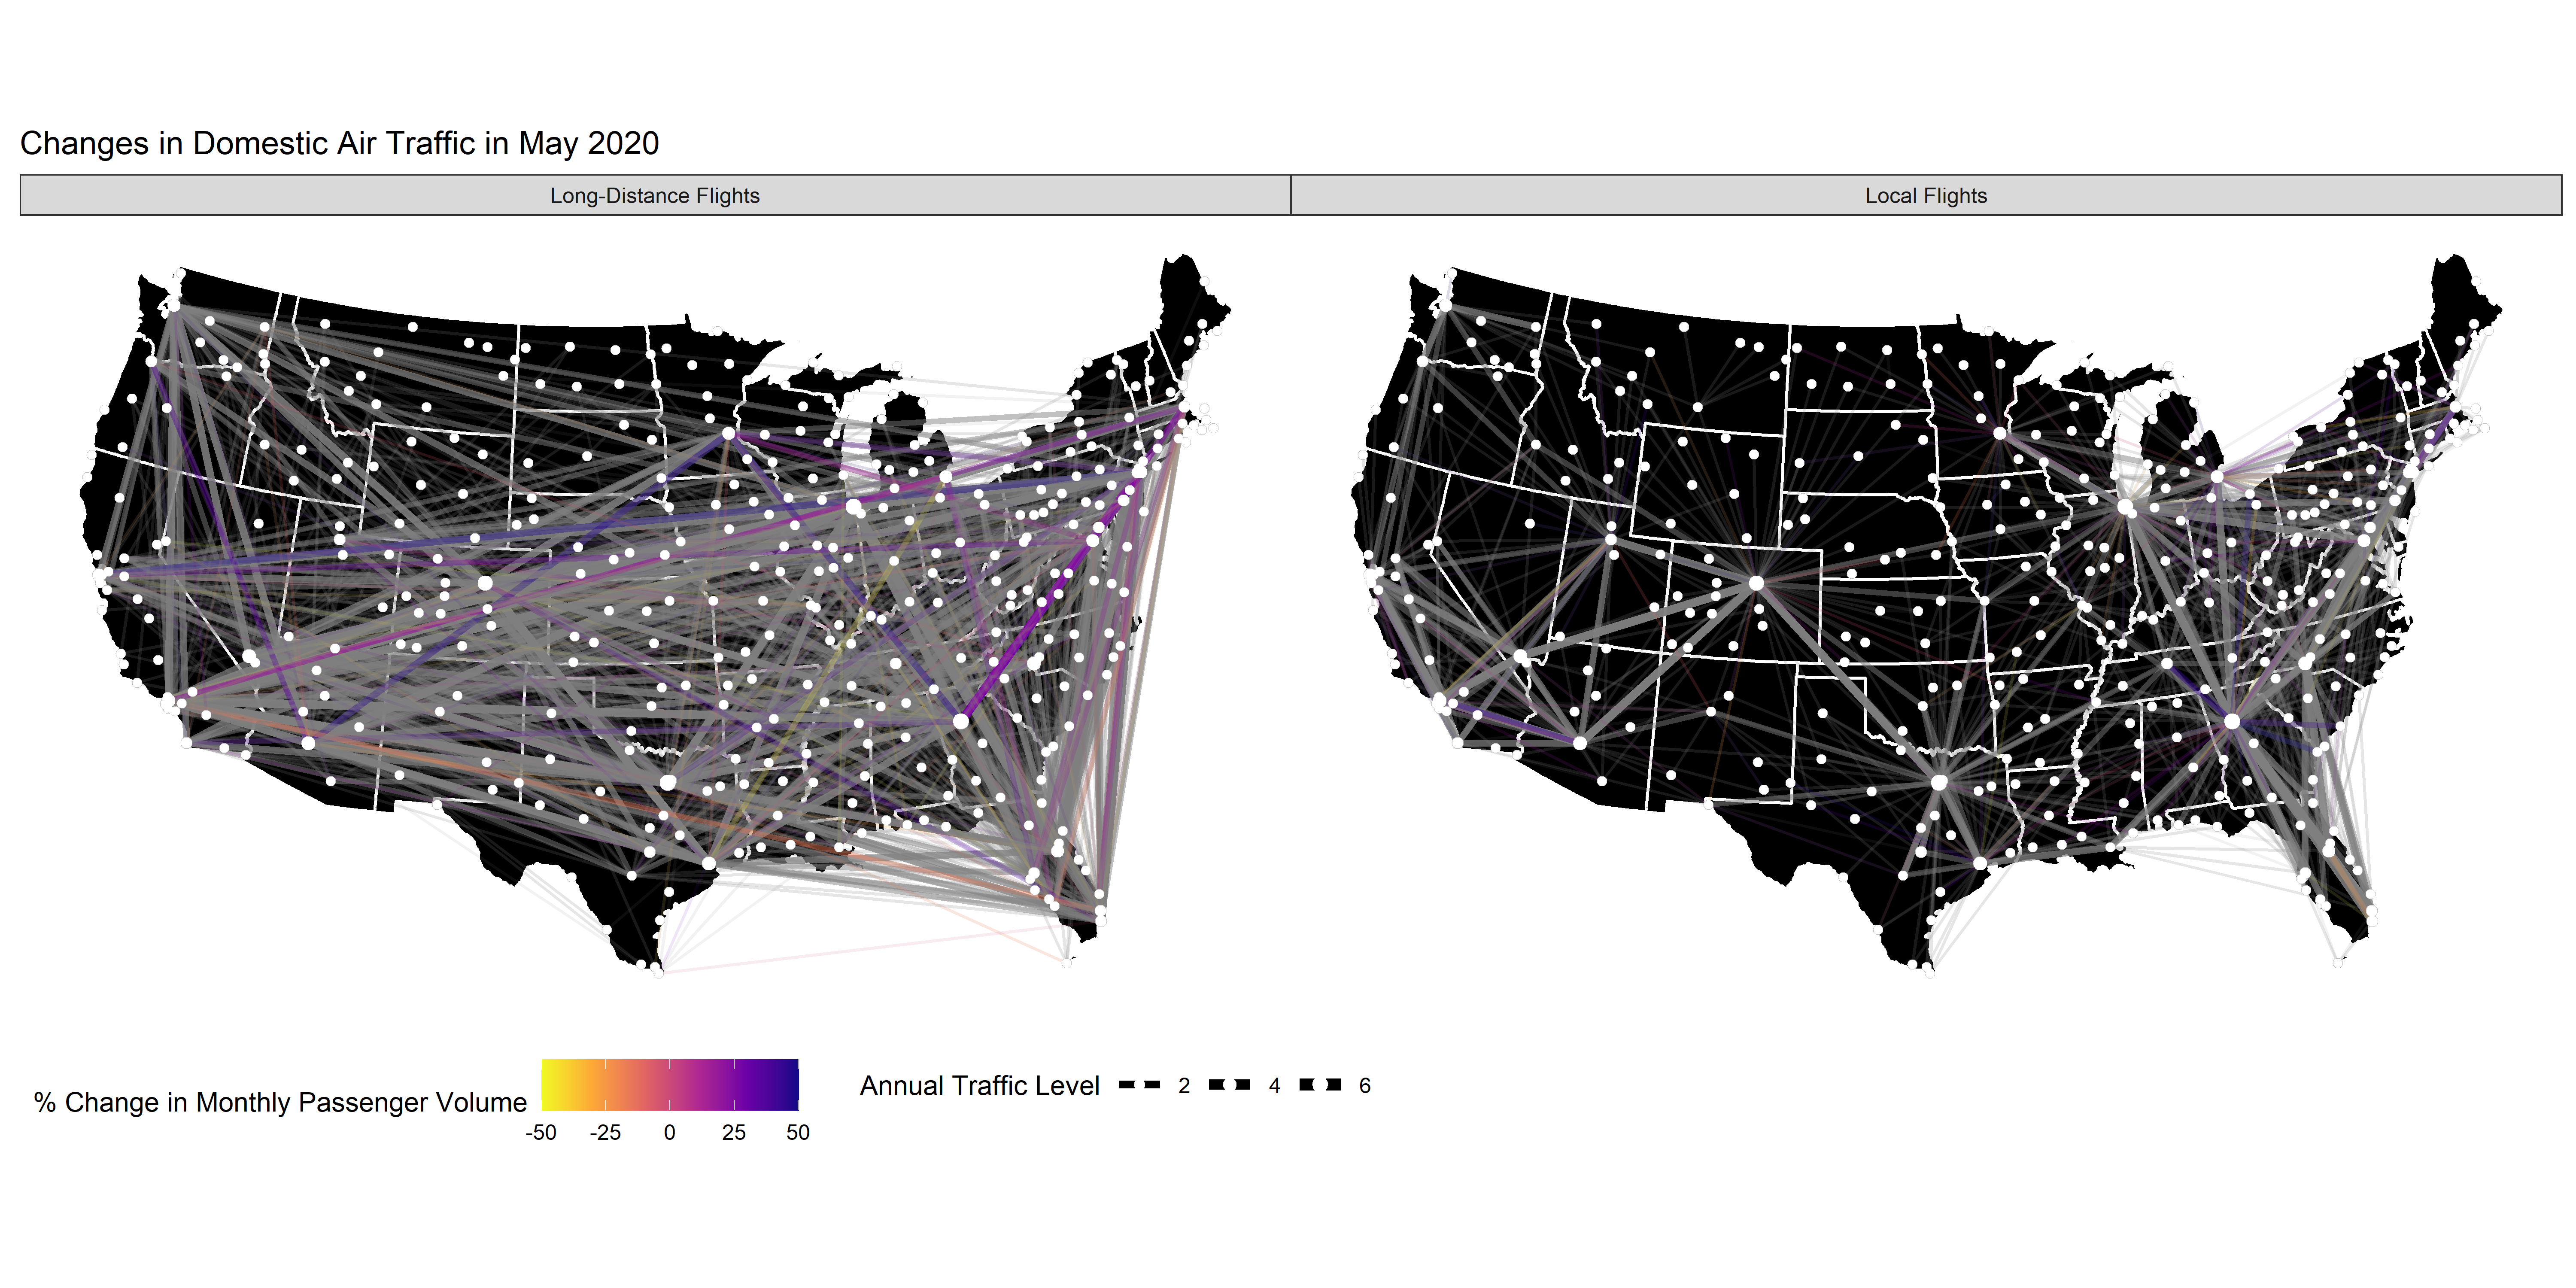 Changes in Domestic Air Traffic in May 2020
Long-Distance Flights
Local Flights
% Change in Monthly Passenger Volume
-50 -25 0 25 50
Annual Traffic Level 2 4 6